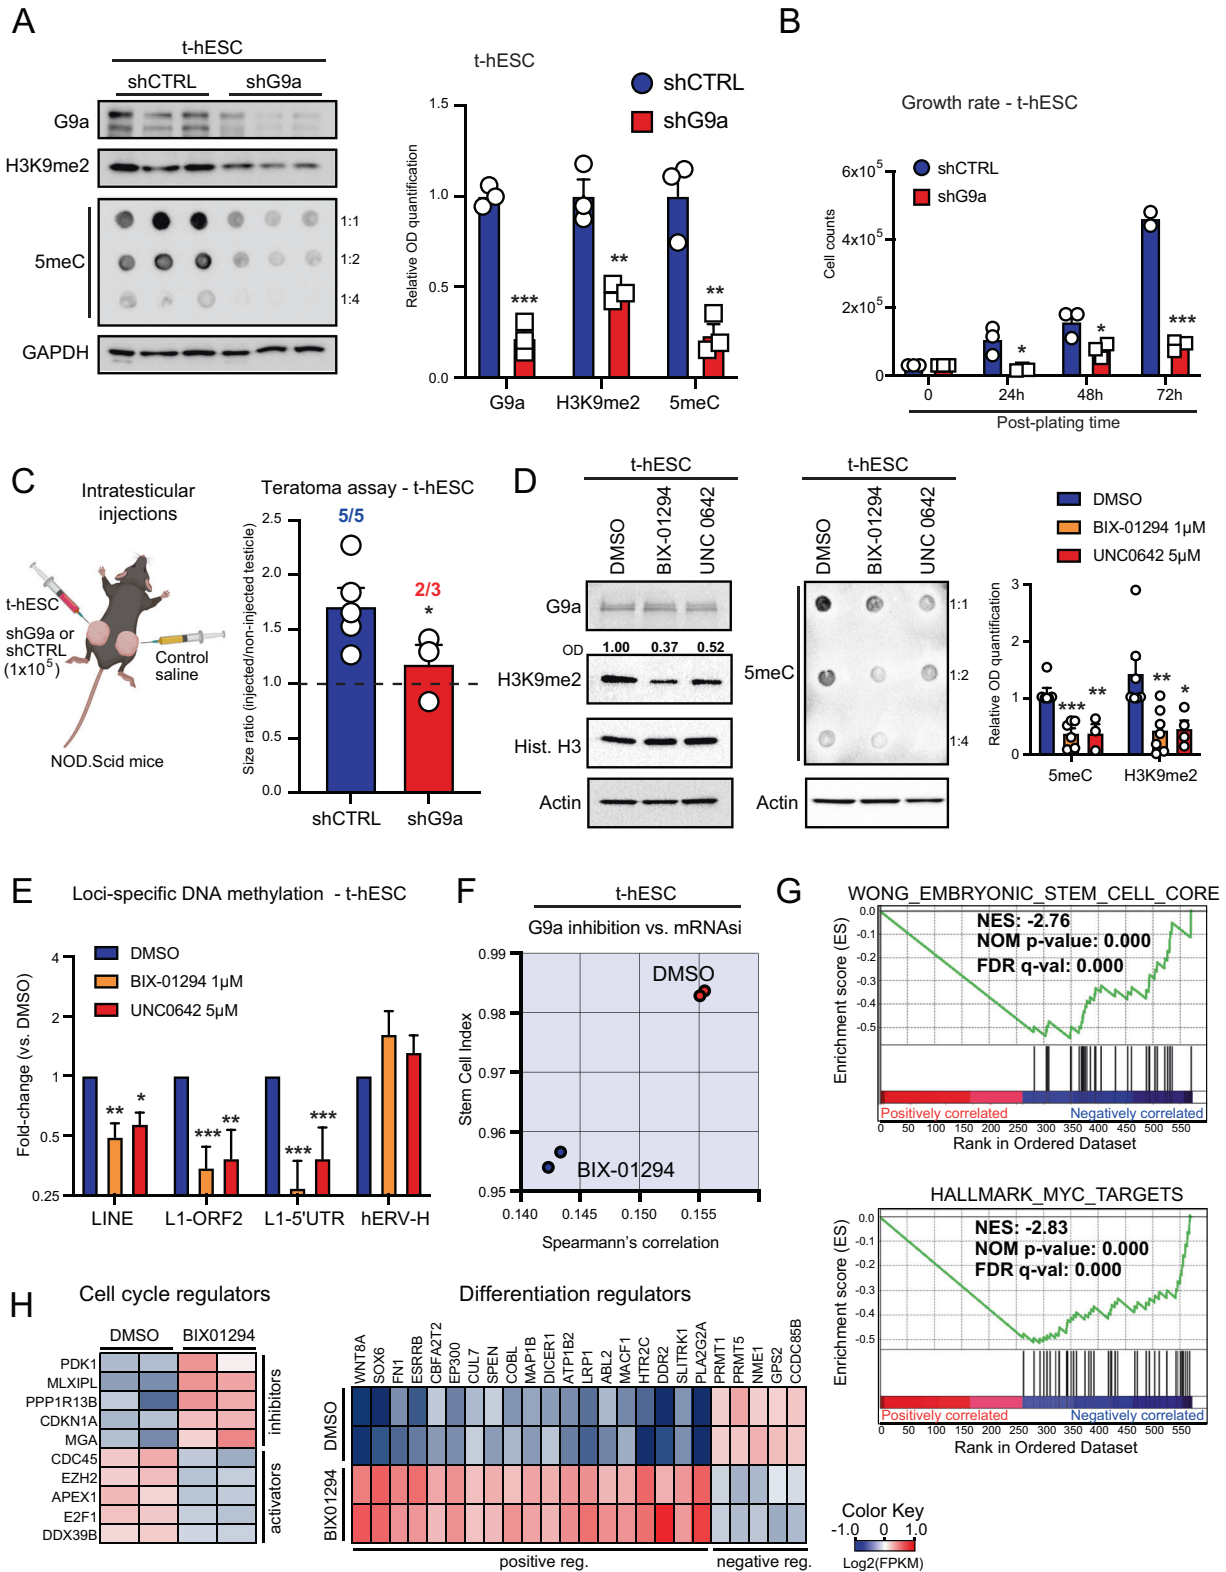 A
t-hESC
shCTRL
shG9a
G9a
H3K9me2
5meC
1:1
1:2
1:4
GAPDH
t-hESC
shCTRL
shG9a
Relative OD quantification
1.5
1.0
0.5
0.0
***
**
**
G9a
H3K9me2
5meC
B
Growth rate - t-hESC
shCTRL
shG9a
Cell counts
6x10⁵
4x10⁵
2x10⁵
0
*
*
***
0
24h
48h
72h
Post-plating time
C
Intratesticular
injections
t-hESC
shG9a or
shCTRL
(1x10⁵)
Control
saline
NOD.Scid mice
Teratoma assay - t-hESC
Size ratio (injected/non-injected testicle)
2.5
2.0
1.5
1.0
0.5
0.0
5/5
2/3
*
shCTRL
shG9a
D
t-hESC
DMSO
BIX-01294
UNC 0642
G9a
OD
1.00
0.37
0.52
H3K9me2
Hist. H3
Actin
t-hESC
DMSO
BIX-01294
UNC 0642
5meC
1:1
1:2
1:4
Actin
DMSO
BIX-01294 1µM
UNC0642 5µM
Relative OD quantification
3
2
1
0
***
**
**
*
5meC
H3K9me2
E
Loci-specific DNA methylation - t-hESC
DMSO
BIX-01294 1µM
UNC0642 5µM
Fold-change (vs. DMSO)
4
2
1
0.5
0.25
**
*
***
**
***
***
LINE
L1-ORF2
L1-5'UTR
hERV-H
F
t-hESC
G9a inhibition vs. mRNAsi
Stem Cell Index
0.99
0.98
0.97
0.96
0.95
DMSO
BIX-01294
0.140
0.145
0.150
0.155
Spearmann's correlation
G
WONG_EMBRYONIC_STEM_CELL_CORE
Enrichment score (ES)
0.0
-0.1
-0.2
-0.3
-0.4
-0.5
NES: -2.76
NOM p-value: 0.000
FDR q-val: 0.000
Positively correlated
Negatively correlated
0 50 100 150 200 250 300 350 400 450 500 550
Rank in Ordered Dataset
HALLMARK_MYC_TARGETS
Enrichment score (ES)
0.0
-0.1
-0.2
-0.3
-0.4
-0.5
NES: -2.83
NOM p-value: 0.000
FDR q-val: 0.000
Positively correlated
Negatively correlated
0 50 100 150 200 250 300 350 400 450 500 550
Rank in Ordered Dataset
H
Cell cycle regulators
DMSO
BIX01294
PDK1
MLXIPL
PPP1R13B
CDKN1A
MGA
CDC45
EZH2
APEX1
E2F1
DDX39B
inhibitors
activators
Differentiation regulators
WNT8A
SOX6
FN1
ESRRB
CBFA2T2
EP300
CUL7
SPEN
COBL
MAP1B
DICER1
ATP1B2
LRP1
ABL2
MACF1
HTR2C
DDR2
SLITRK1
PLA2G2A
PRMT1
PRMT5
NME1
GPS2
CCDC85B
DMSO
BIX01294
positive reg.
negative reg.
Color Key
-1.0 0 1.0
Log2(FPKM)